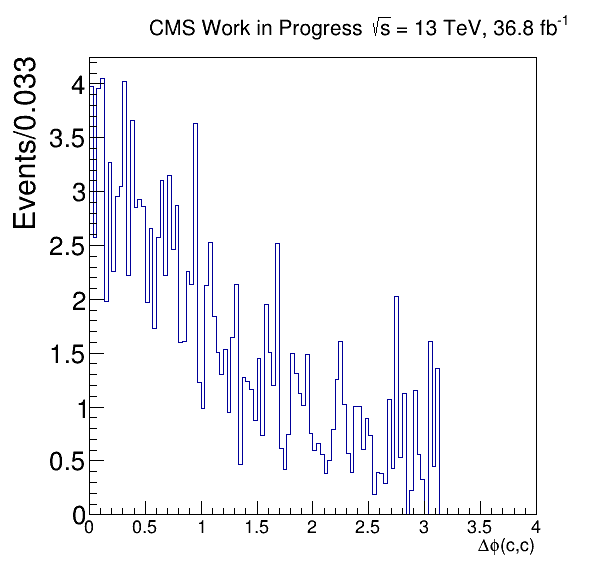 CMS Work in Progress √s = 13 TeV, 36.8 fb⁻¹
Events/0.033
4
3.5
3
2.5
2
1.5
1
0.5
0
0 0.5 1 1.5 2 2.5 3 3.5 4
Δϕ(c,c)